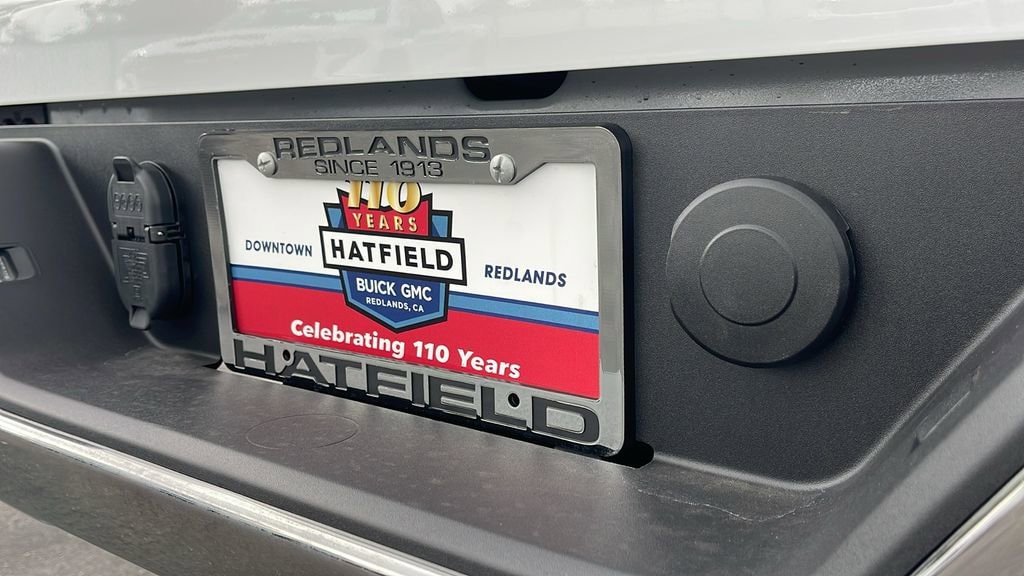 REDLANDS
SINCE 1913
110
YEARS
DOWNTOWN
HATFIELD
REDLANDS
BUICK GMC
REDLANDS, CA
Celebrating 110 Years
HATFIELD